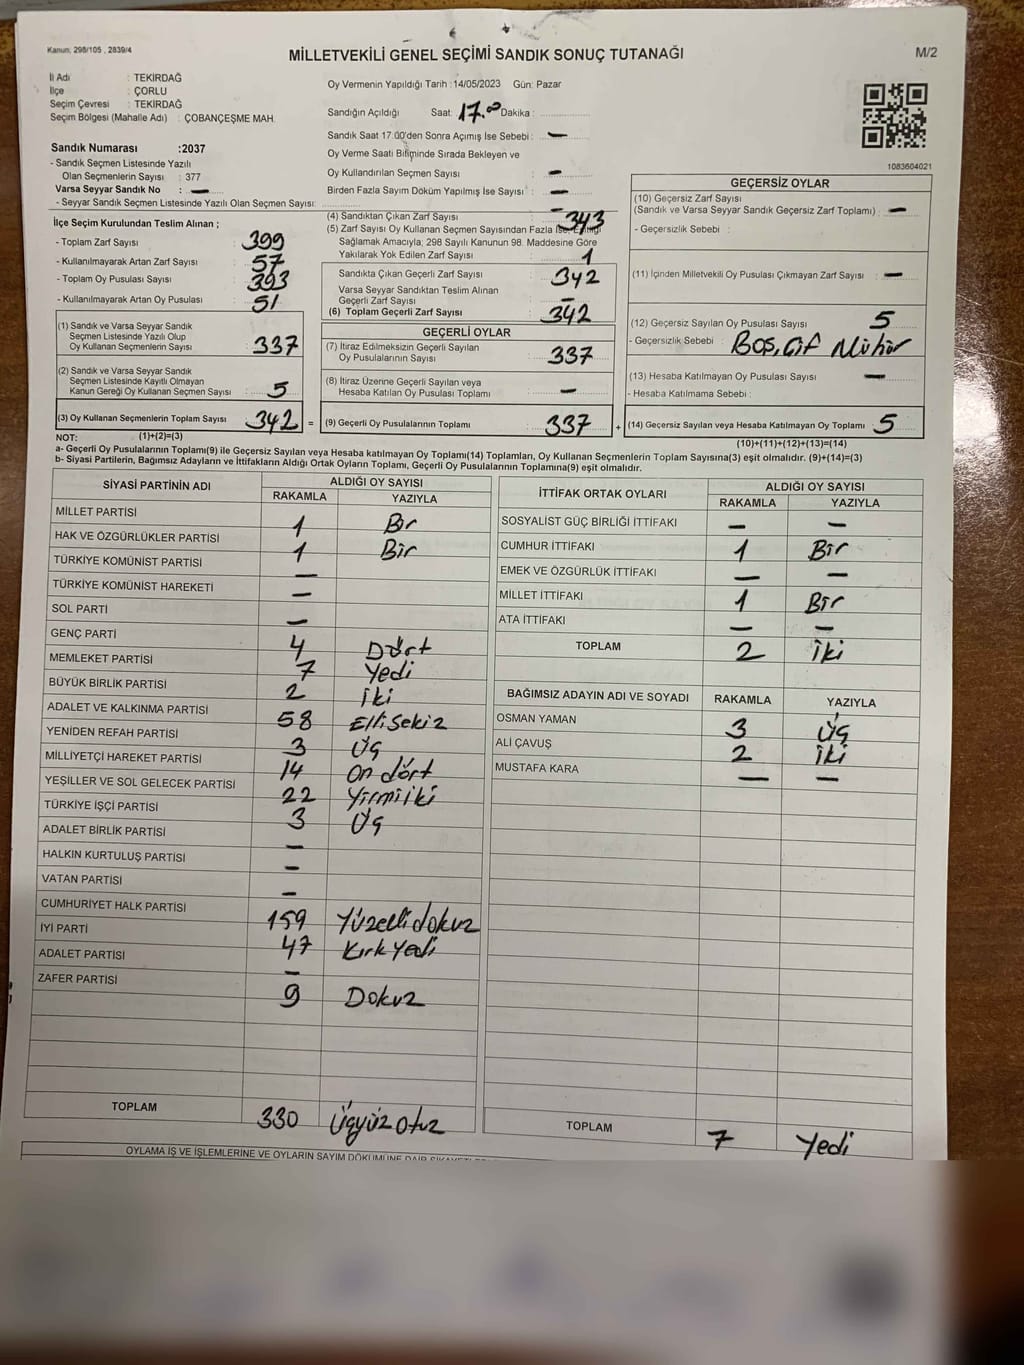 Kanun; 298/105 , 2839/4
MİLLETVEKİLİ GENEL SEÇİMİ SANDIK SONUÇ TUTANAĞI
M/2
İl Adı : TEKİRDAĞ
İlçe : ÇORLU
Seçim Çevresi : TEKİRDAĞ
Seçim Bölgesi (Mahalle Adı) : ÇOBANÇEŞME MAH.
Sandık Numarası :2037
- Sandık Seçmen Listesinde Yazılı
Olan Seçmenlerin Sayısı : 377
Varsa Seyyar Sandık No : —
- Seyyar Sandık Seçmen Listesinde Yazılı Olan Seçmen Sayısı: —
Oy Vermenin Yapıldığı Tarih : 14/05/2023 Gün: Pazar
Sandığın Açıldığı Saat: 17.00 Dakika :
Sandık Saat 17.00'den Sonra Açılmış İse Sebebi : —
Oy Verme Saati Bitiminde Sırada Bekleyen ve
Oy Kullandırılan Seçmen Sayısı : —
Birden Fazla Sayım Döküm Yapılmış İse Sayısı : —
1083604021
İlçe Seçim Kurulundan Teslim Alınan ;
- Toplam Zarf Sayısı : 399
- Kullanılmayarak Artan Zarf Sayısı : 57
- Toplam Oy Pusulası Sayısı : 393
- Kullanılmayarak Artan Oy Pusulası : 51
(1) Sandık ve Varsa Seyyar Sandık
Seçmen Listesinde Yazılı Olup
Oy Kullanan Seçmenlerin Sayısı : 337
(2) Sandık ve Varsa Seyyar Sandık
Seçmen Listesinde Kayıtlı Olmayan
Kanun Gereği Oy Kullanan Seçmen Sayısı : 5
(3) Oy Kullanan Seçmenlerin Toplam Sayısı : 342 =
(4) Sandıktan Çıkan Zarf Sayısı : 343
(5) Zarf Sayısı Oy Kullanan Seçmen Sayısından Fazla İse, Eşitliği
Sağlamak Amacıyla; 298 Sayılı Kanunun 98. Maddesine Göre
Yakılarak Yok Edilen Zarf Sayısı : 1
Sandıkta Çıkan Geçerli Zarf Sayısı : 342
Varsa Seyyar Sandıktan Teslim Alınan
Geçerli Zarf Sayısı : —
(6) Toplam Geçerli Zarf Sayısı : 342
GEÇERLİ OYLAR
(7) İtiraz Edilmeksizin Geçerli Sayılan
Oy Pusulalarının Sayısı : 337
(8) İtiraz Üzerine Geçerli Sayılan veya
Hesaba Katılan Oy Pusulası Toplamı : —
(9) Geçerli Oy Pusulalarının Toplamı : 337 +
GEÇERSİZ OYLAR
(10) Geçersiz Zarf Sayısı
(Sandık ve Varsa Seyyar Sandık Geçersiz Zarf Toplamı) : —
- Geçersizlik Sebebi :
(11) İçinden Milletvekili Oy Pusulası Çıkmayan Zarf Sayısı : —
(12) Geçersiz Sayılan Oy Pusulası Sayısı : 5
- Geçersizlik Sebebi : Boş, Çif Mühür
(13) Hesaba Katılmayan Oy Pusulası Sayısı : —
- Hesaba Katılmama Sebebi :
(14) Geçersiz Sayılan veya Hesaba Katılmayan Oy Toplamı : 5
NOT: (1)+(2)=(3)
(10)+(11)+(12)+(13)=(14)
a- Geçerli Oy Pusulalarının Toplamı(9) ile Geçersiz Sayılan veya Hesaba katılmayan Oy Toplamı(14) Toplamları, Oy Kullanan Seçmenlerin Toplam Sayısına(3) eşit olmalıdır. (9)+(14)=(3)
b- Siyasi Partilerin, Bağımsız Adayların ve İttifakların Aldığı Ortak Oyların Toplamı, Geçerli Oy Pusulalarının Toplamına(9) eşit olmalıdır.
SİYASİ PARTİNİN ADI ALDIĞI OY SAYISI
RAKAMLA YAZIYLA
MİLLET PARTİSİ 1 Bir
HAK VE ÖZGÜRLÜKLER PARTİSİ 1 Bir
TÜRKİYE KOMÜNİST PARTİSİ —
TÜRKİYE KOMÜNİST HAREKETİ —
SOL PARTİ —
GENÇ PARTİ 4 Dört
MEMLEKET PARTİSİ 7 Yedi
BÜYÜK BİRLİK PARTİSİ 2 İki
ADALET VE KALKINMA PARTİSİ 58 Elli sekiz
YENİDEN REFAH PARTİSİ 3 Üç
MİLLİYETÇİ HAREKET PARTİSİ 14 On dört
YEŞİLLER VE SOL GELECEK PARTİSİ 22 Yirmi iki
TÜRKİYE İŞÇİ PARTİSİ 3 Üç
ADALET BİRLİK PARTİSİ —
HALKIN KURTULUŞ PARTİSİ —
VATAN PARTİSİ —
CUMHURİYET HALK PARTİSİ 159 Yüzelli dokuz
İYİ PARTİ 47 Kırk Yedi
ADALET PARTİSİ —
ZAFER PARTİSİ 9 Dokuz
TOPLAM 330 Üçyüz otuz
İTTİFAK ORTAK OYLARI ALDIĞI OY SAYISI
RAKAMLA YAZIYLA
SOSYALİST GÜÇ BİRLİĞİ İTTİFAKI — —
CUMHUR İTTİFAKI 1 Bir
EMEK VE ÖZGÜRLÜK İTTİFAKI — —
MİLLET İTTİFAKI 1 Bir
ATA İTTİFAKI — —
TOPLAM 2 İki
BAĞIMSIZ ADAYIN ADI VE SOYADI RAKAMLA YAZIYLA
OSMAN YAMAN 3 Üç
ALİ ÇAVUŞ 2 İki
MUSTAFA KARA — —
TOPLAM 7 Yedi
OYLAMA İŞ VE İŞLEMLERİNE VE OYLARIN SAYIM DÖKÜMÜNE DAİR